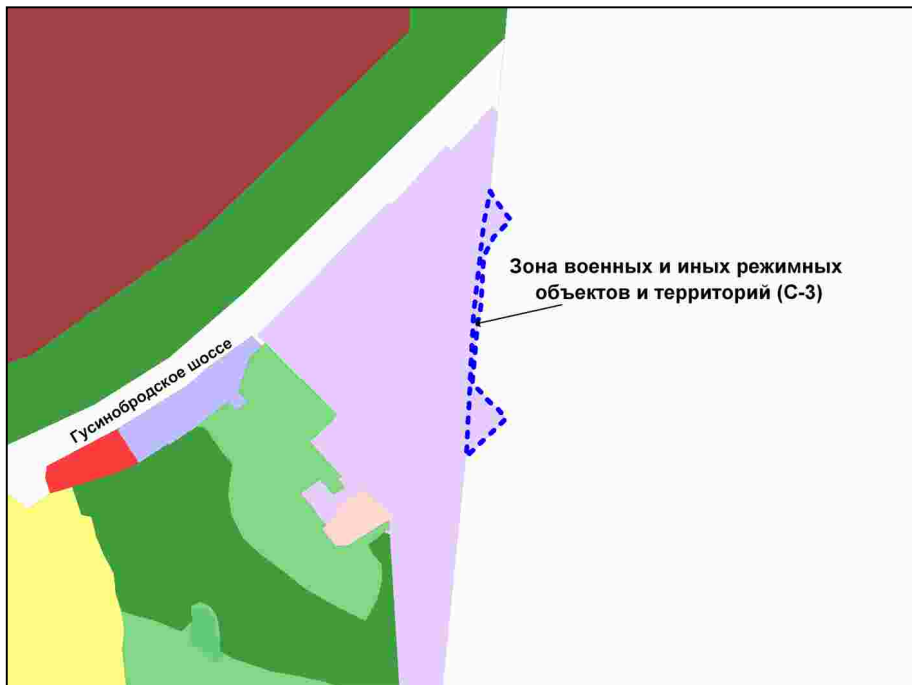 Зона военных и иных режимных
объектов и территорий (С-3)
Гусинобродское шоссе